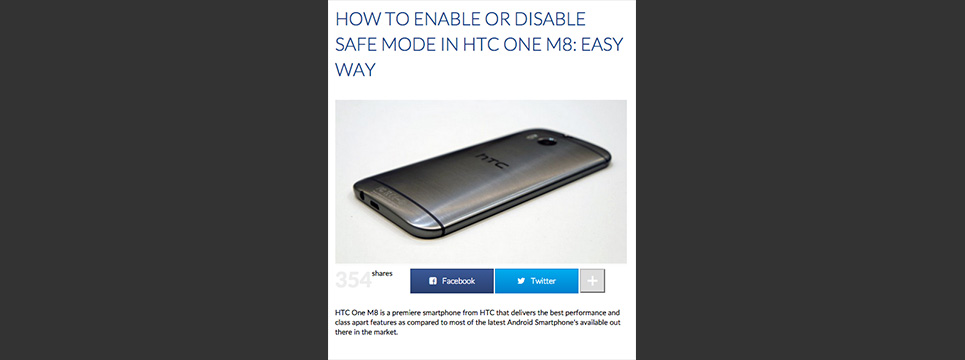 HOW TO ENABLE OR DISABLE
SAFE MODE IN HTC ONE M8: EASY
WAY
hTC
354 shares
Facebook
Twitter
+
HTC One M8 is a premiere smartphone from HTC that delivers the best performance and
class apart features as compared to most of the latest Android Smartphone's available out
there in the market.